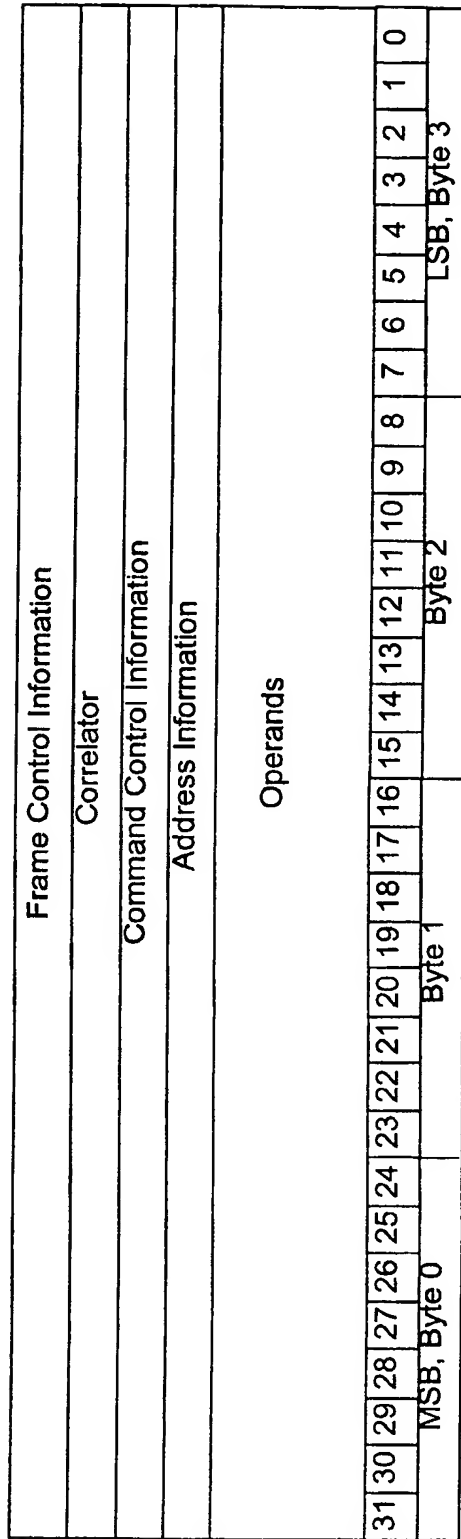 Frame Control Information
Correlator
Command Control Information
Address Information
Operands
31 30 29 28 27 26 25 24 23 22 21 20 19 18 17 16 15 14 13 12 11 10 9 8 7 6 5 4 3 2 1 0
MSB, Byte 0 Byte 1 Byte 2 LSB, Byte 3